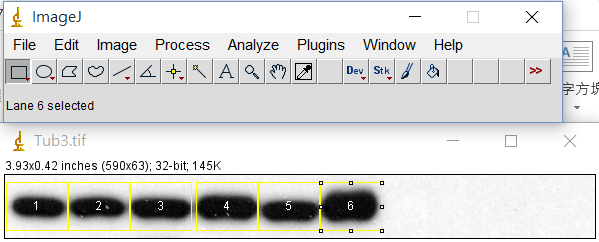 ImageJ
File Edit Image Process Analyze Plugins Window Help
A Dev Stk >>
Lane 6 selected
A
字方塊
Tub3.tif
3.93x0.42 inches (590x63); 32-bit; 145K
1 2 3 4 5 6